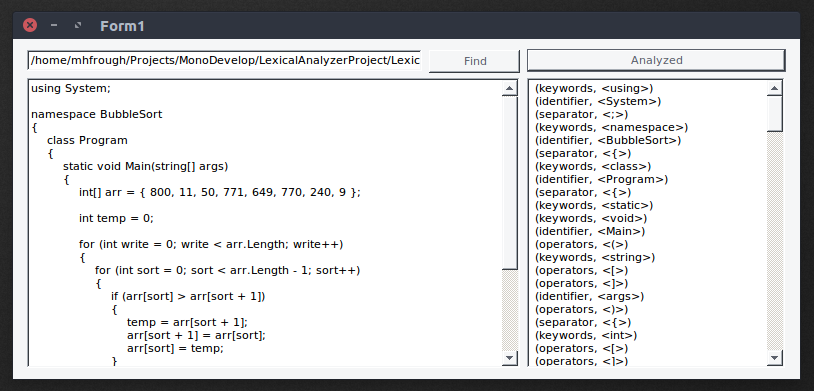 Form1
/home/mhfrough/Projects/MonoDevelop/LexicalAnalyzerProject/Lexic
Find
Analyzed
using System;
namespace BubbleSort
{
class Program
{
static void Main(string[] args)
{
int[] arr = { 800, 11, 50, 771, 649, 770, 240, 9 };
int temp = 0;
for (int write = 0; write < arr.Length; write++)
{
for (int sort = 0; sort < arr.Length - 1; sort++)
{
if (arr[sort] > arr[sort + 1])
{
temp = arr[sort + 1];
arr[sort + 1] = arr[sort];
arr[sort] = temp;
}
(keywords, <using>)
(identifier, <System>)
(separator, <;>)
(keywords, <namespace>)
(identifier, <BubbleSort>)
(separator, <{>)
(keywords, <class>)
(identifier, <Program>)
(separator, <{>)
(keywords, <static>)
(keywords, <void>)
(identifier, <Main>)
(operators, <(>)
(keywords, <string>)
(operators, <[>)
(operators, <]>)
(identifier, <args>)
(operators, <)>)
(separator, <{>)
(keywords, <int>)
(operators, <[>)
(operators, <]>)